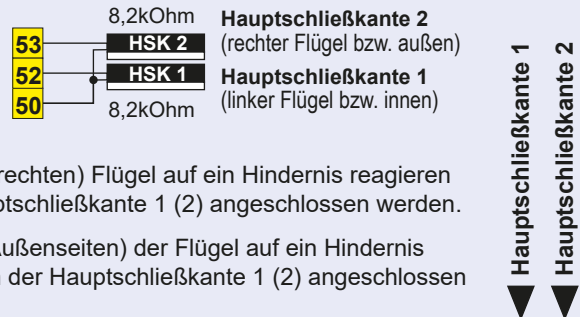 8,2kOhm
53 HSK 2 Hauptschließkante 2
(rechter Flügel bzw. außen)
52 HSK 1 Hauptschließkante 1
50 (linker Flügel bzw. innen)
8,2kOhm
rechten) Flügel auf ein Hindernis reagieren
ptschließkante 1 (2) angeschlossen werden.
Außenseiten) der Flügel auf ein Hindernis
n der Hauptschließkante 1 (2) angeschlossen
Hauptschließkante 1
Hauptschließkante 2